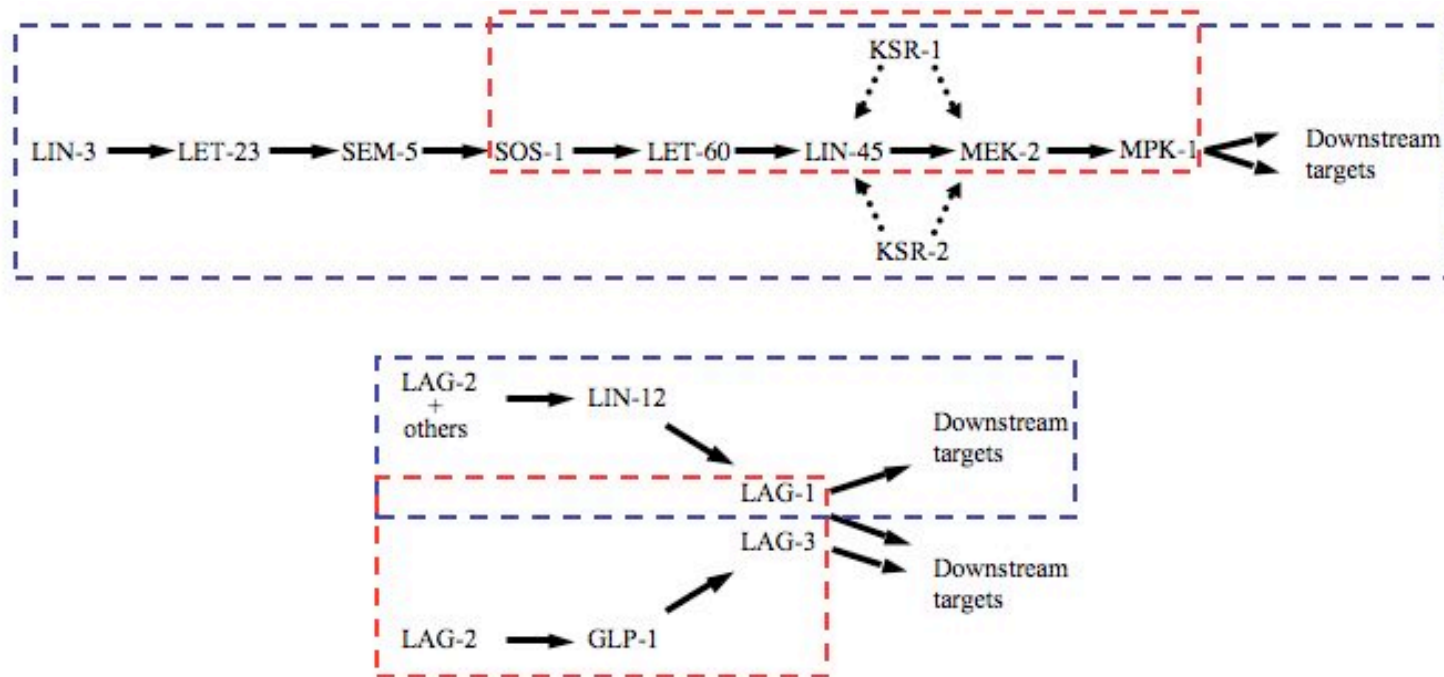 KSR-1
LIN-3 LET-23 SEM-5 SOS-1 LET-60 LIN-45 MEK-2 MPK-1 Downstream
targets
KSR-2
LAG-2
+
others
LIN-12
Downstream
targets
LAG-1
LAG-3
Downstream
targets
LAG-2 GLP-1